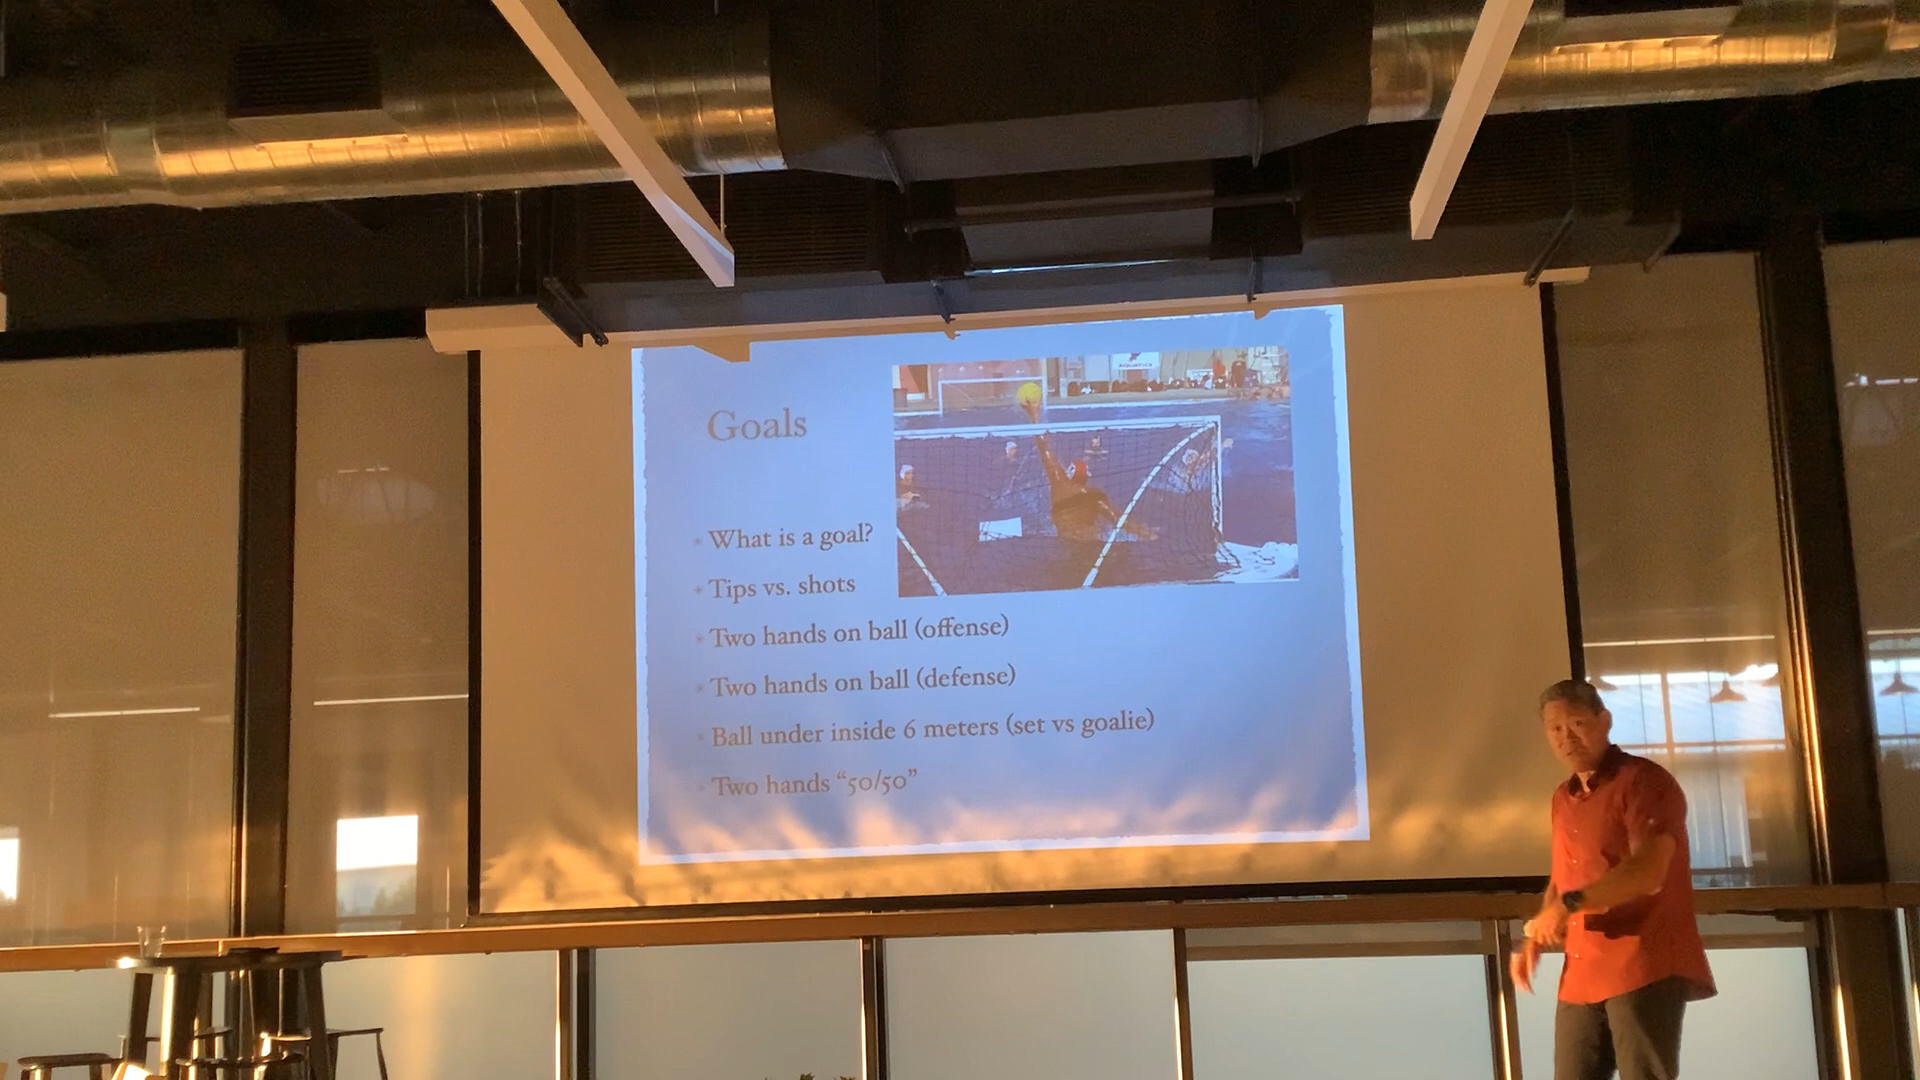 AQUATICS
Goals
What is a goal?
Tips vs. shots
Two hands on ball (offense)
Two hands on ball (defense)
Ball under inside 6 meters (set vs goalie)
Two hands “50/50”